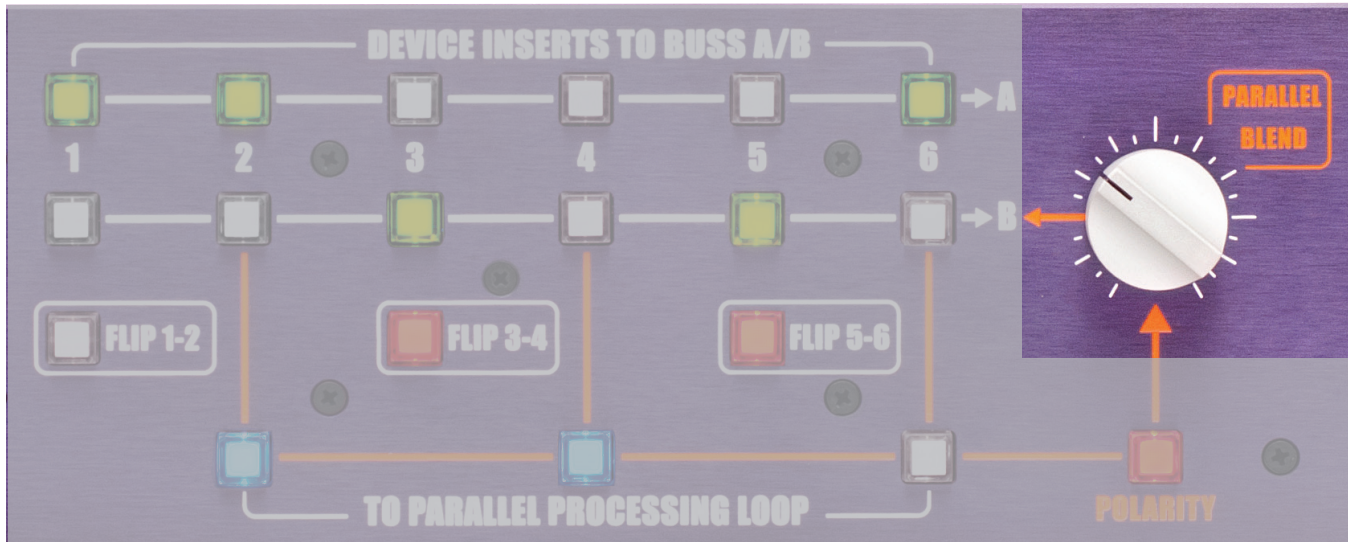 DEVICE INSERTS TO BUSS A/B
A
PARALLEL
BLEND
1 2 3 4 5 6
B
FLIP 1-2 FLIP 3-4 FLIP 5-6
TO PARALLEL PROCESSING LOOP
POLARITY